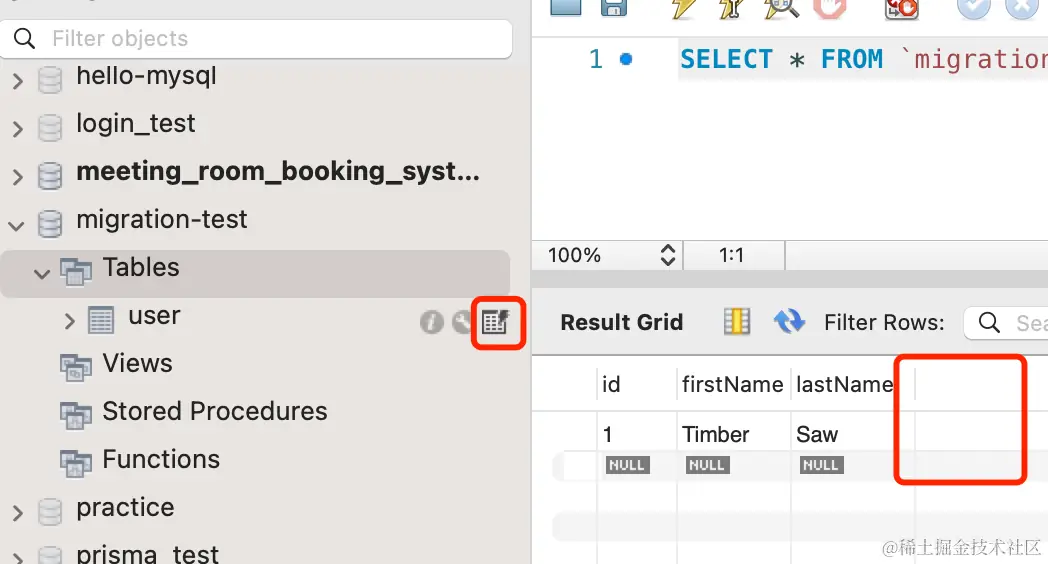 Filter objects
hello-mysql
login_test
meeting_room_booking_syst...
migration-test
Tables
user
Views
Stored Procedures
Functions
practice
prisma_test
1
SELECT * FROM `migration
100%
1:1
Result Grid
Filter Rows:
Sea
id firstName lastName
1 Timber Saw
NULL NULL NULL
@稀土掘金技术社区